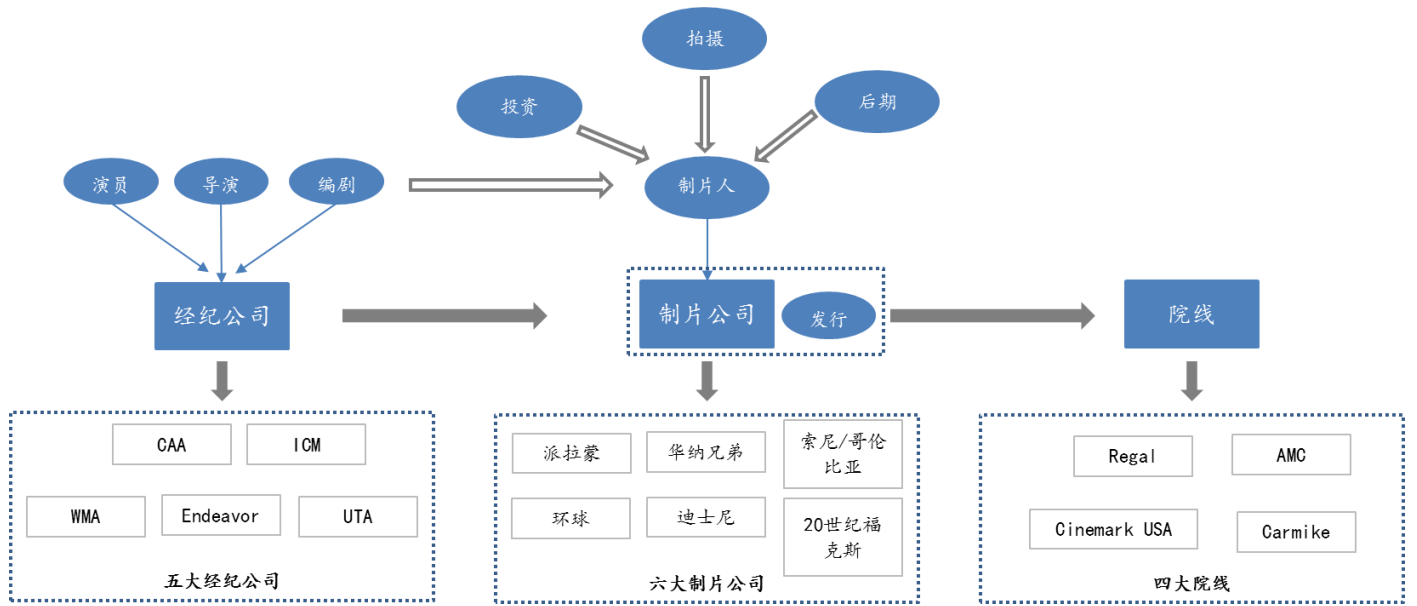 拍摄
投资
后期
演员
导演
编剧
制片人
经纪公司
制片公司
发行
院线
CAA
ICM
WMA
Endeavor
UTA
五大经纪公司
派拉蒙
华纳兄弟
索尼/哥伦
比亚
环球
迪士尼
20世纪福
克斯
六大制片公司
Regal
AMC
Cinemark USA
Carmike
四大院线